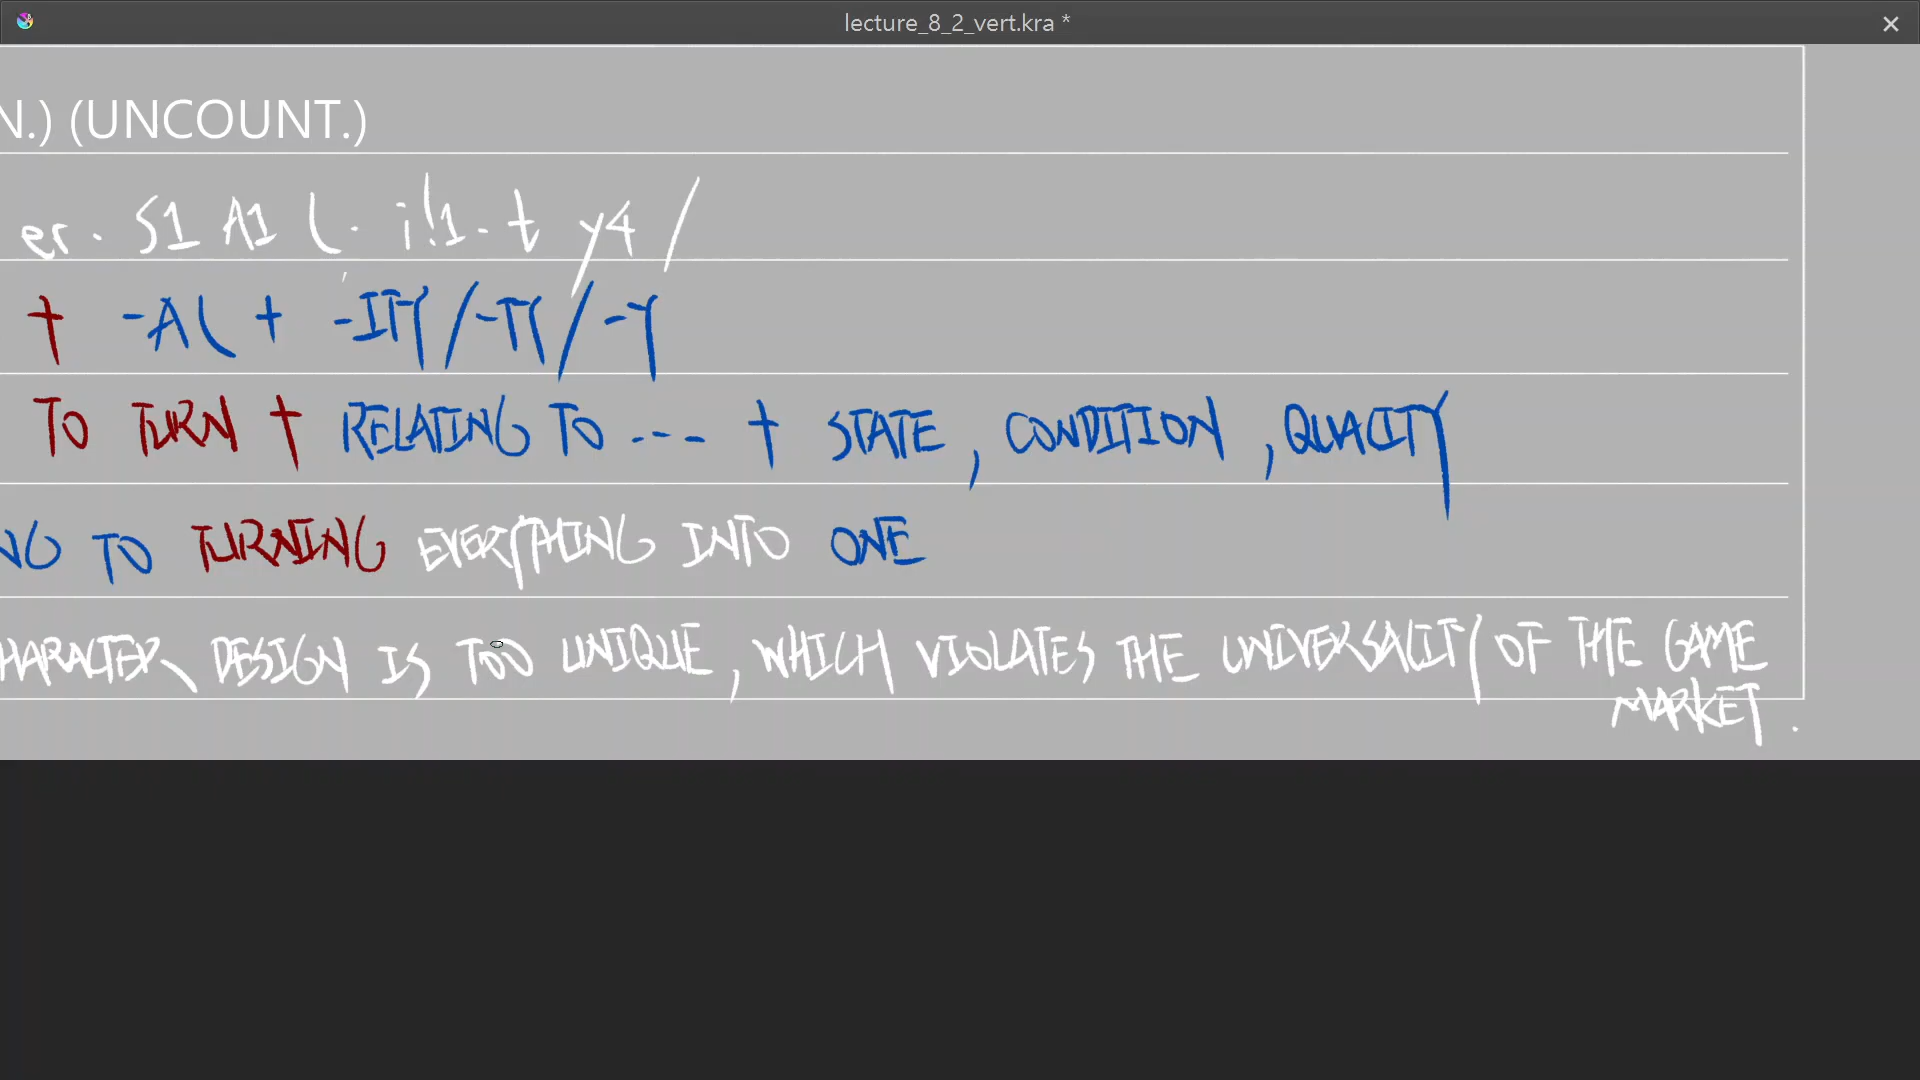 lecture_8_2_vert.kra *
N.) (UNCOUNT.)
er. S1 A1 L. i!1. t y4 /
+ -AL + -ITY/-TY/-Y
TO TURN + RELATING TO --- + STATE, CONDITION, QUALITY
NG TO TURNING EVERYTHING INTO ONE
HARACTER DESIGN IS TOO UNIQUE, WHICH VIOLATES THE UNIVERSALITY OF THE GAME
MARKET.